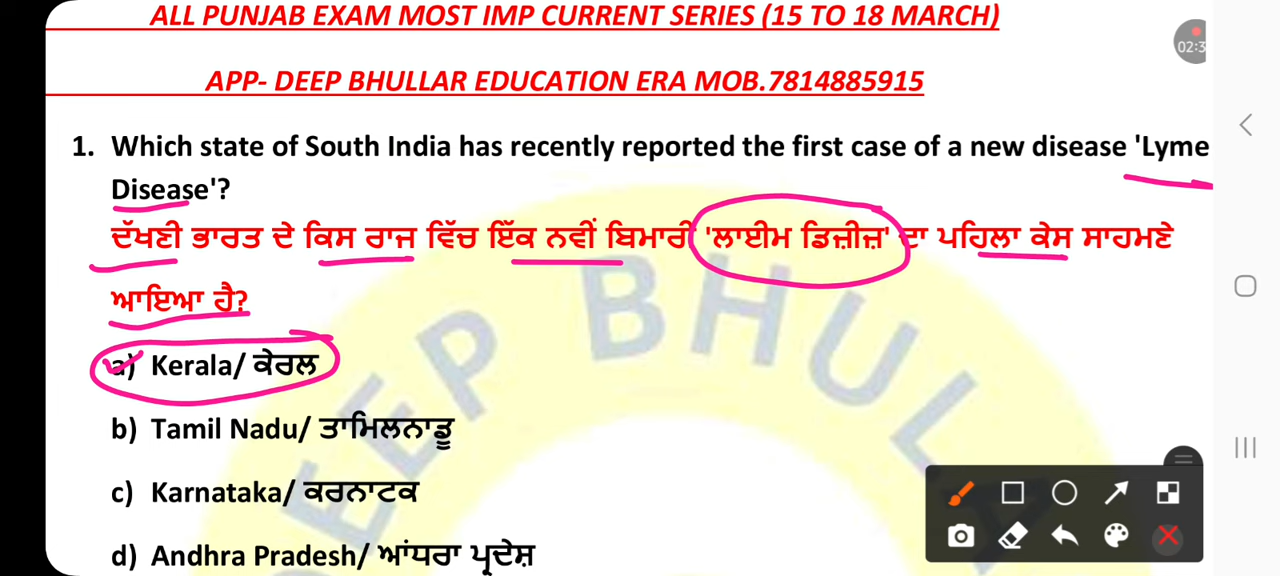 ALL PUNJAB EXAM MOST IMP CURRENT SERIES (15 TO 18 MARCH)
02:3
APP- DEEP BHULLAR EDUCATION ERA MOB.7814885915
1. Which state of South India has recently reported the first case of a new disease 'Lyme
Disease'?
ਦੱਖਣੀ ਭਾਰਤ ਦੇ ਕਿਸ ਰਾਜ ਵਿੱਚ ਇੱਕ ਨਵੀਂ ਬਿਮਾਰੀ 'ਲਾਈਮ ਡਿਜ਼ੀਜ਼' ਦਾ ਪਹਿਲਾ ਕੇਸ ਸਾਹਮਣੇ
ਆਇਆ ਹੈ?
a) Kerala/ ਕੇਰਲ
b) Tamil Nadu/ ਤਾਮਿਲਨਾਡੂ
c) Karnataka/ ਕਰਨਾਟਕ
d) Andhra Pradesh/ ਆਂਧਰਾ ਪ੍ਰਦੇਸ਼
DEEP BHULLA